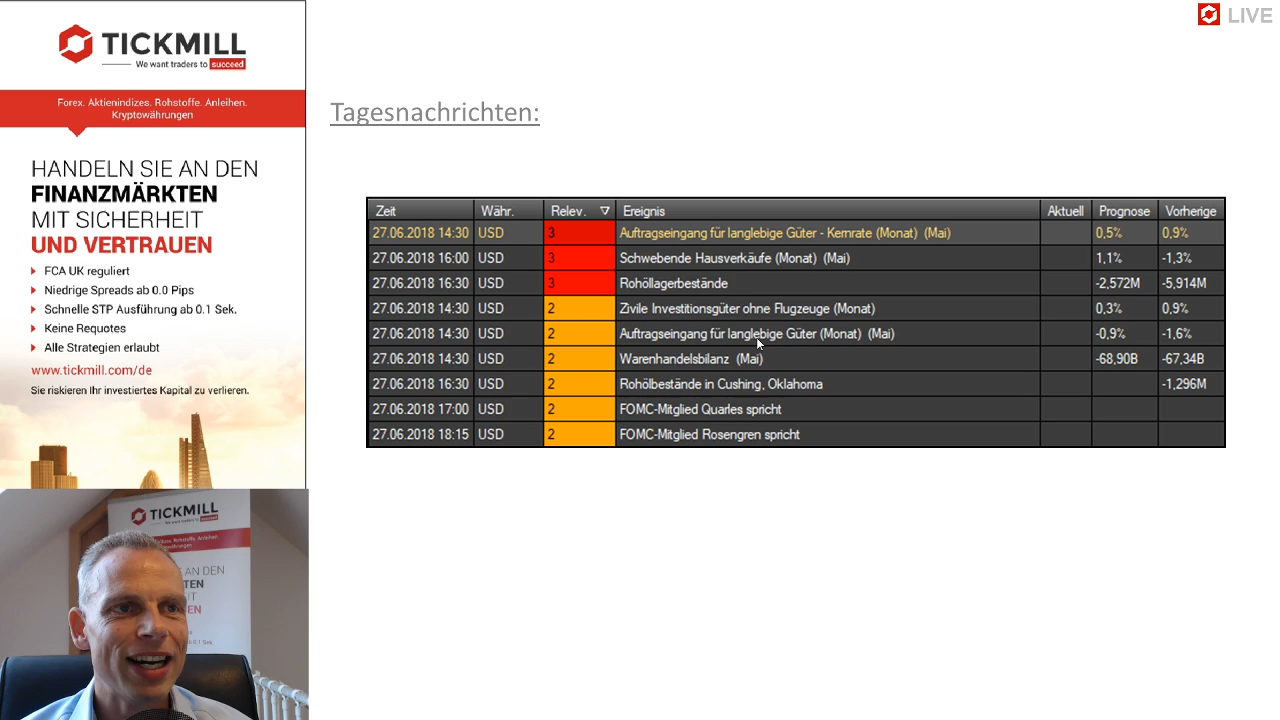 TICKMILL
We want traders to succeed
Forex. Aktienindizes. Rohstoffe. Anleihen.
Kryptowährungen
HANDELN SIE AN DEN
FINANZMÄRKTEN
MIT SICHERHEIT
UND VERTRAUEN
FCA UK reguliert
Niedrige Spreads ab 0.0 Pips
Schnelle STP Ausführung ab 0.1 Sek.
Keine Requotes
Alle Strategien erlaubt
www.tickmill.com/de
Sie riskieren Ihr investiertes Kapital zu verlieren.
LIVE
Tagesnachrichten:
Zeit Währ. Relev. Ereignis Aktuell Prognose Vorherige
27.06.2018 14:30 USD 3 Auftragseingang für langlebige Güter - Kernrate (Monat) (Mai) 0,5% 0,9%
27.06.2018 16:00 USD 3 Schwebende Hausverkäufe (Monat) (Mai) 1,1% -1,3%
27.06.2018 16:30 USD 3 Rohöllagerbestände -2,572M -5,914M
27.06.2018 14:30 USD 2 Zivile Investitionsgüter ohne Flugzeuge (Monat) 0,3% 0,9%
27.06.2018 14:30 USD 2 Auftragseingang für langlebige Güter (Monat) (Mai) -0,9% -1,6%
27.06.2018 14:30 USD 2 Warenhandelsbilanz (Mai) -68,90B -67,34B
27.06.2018 16:30 USD 2 Rohölbestände in Cushing, Oklahoma -1,296M
27.06.2018 17:00 USD 2 FOMC-Mitglied Quarles spricht
27.06.2018 18:15 USD 2 FOMC-Mitglied Rosengren spricht
TICKMILL
We want traders to succeed